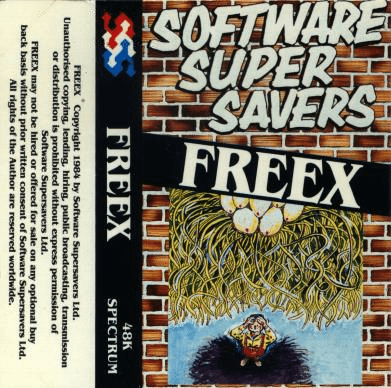 FREEX Copyright 1984 by Software Supersavers Ltd.
Unauthorised copying, lending, hiring, public broadcasting, transmission
or distribution is prohibited without express permission of
Software Supersavers Ltd.
FREEX may not be hired or offered for sale on any optional buy
back basis without prior written consent of Software Supersavers Ltd.
All rights of the Author are reserved worldwide.
SSS
FREEX
48K
SPECTRUM
SOFTWARE
SUPER
SAVERS
FREEX